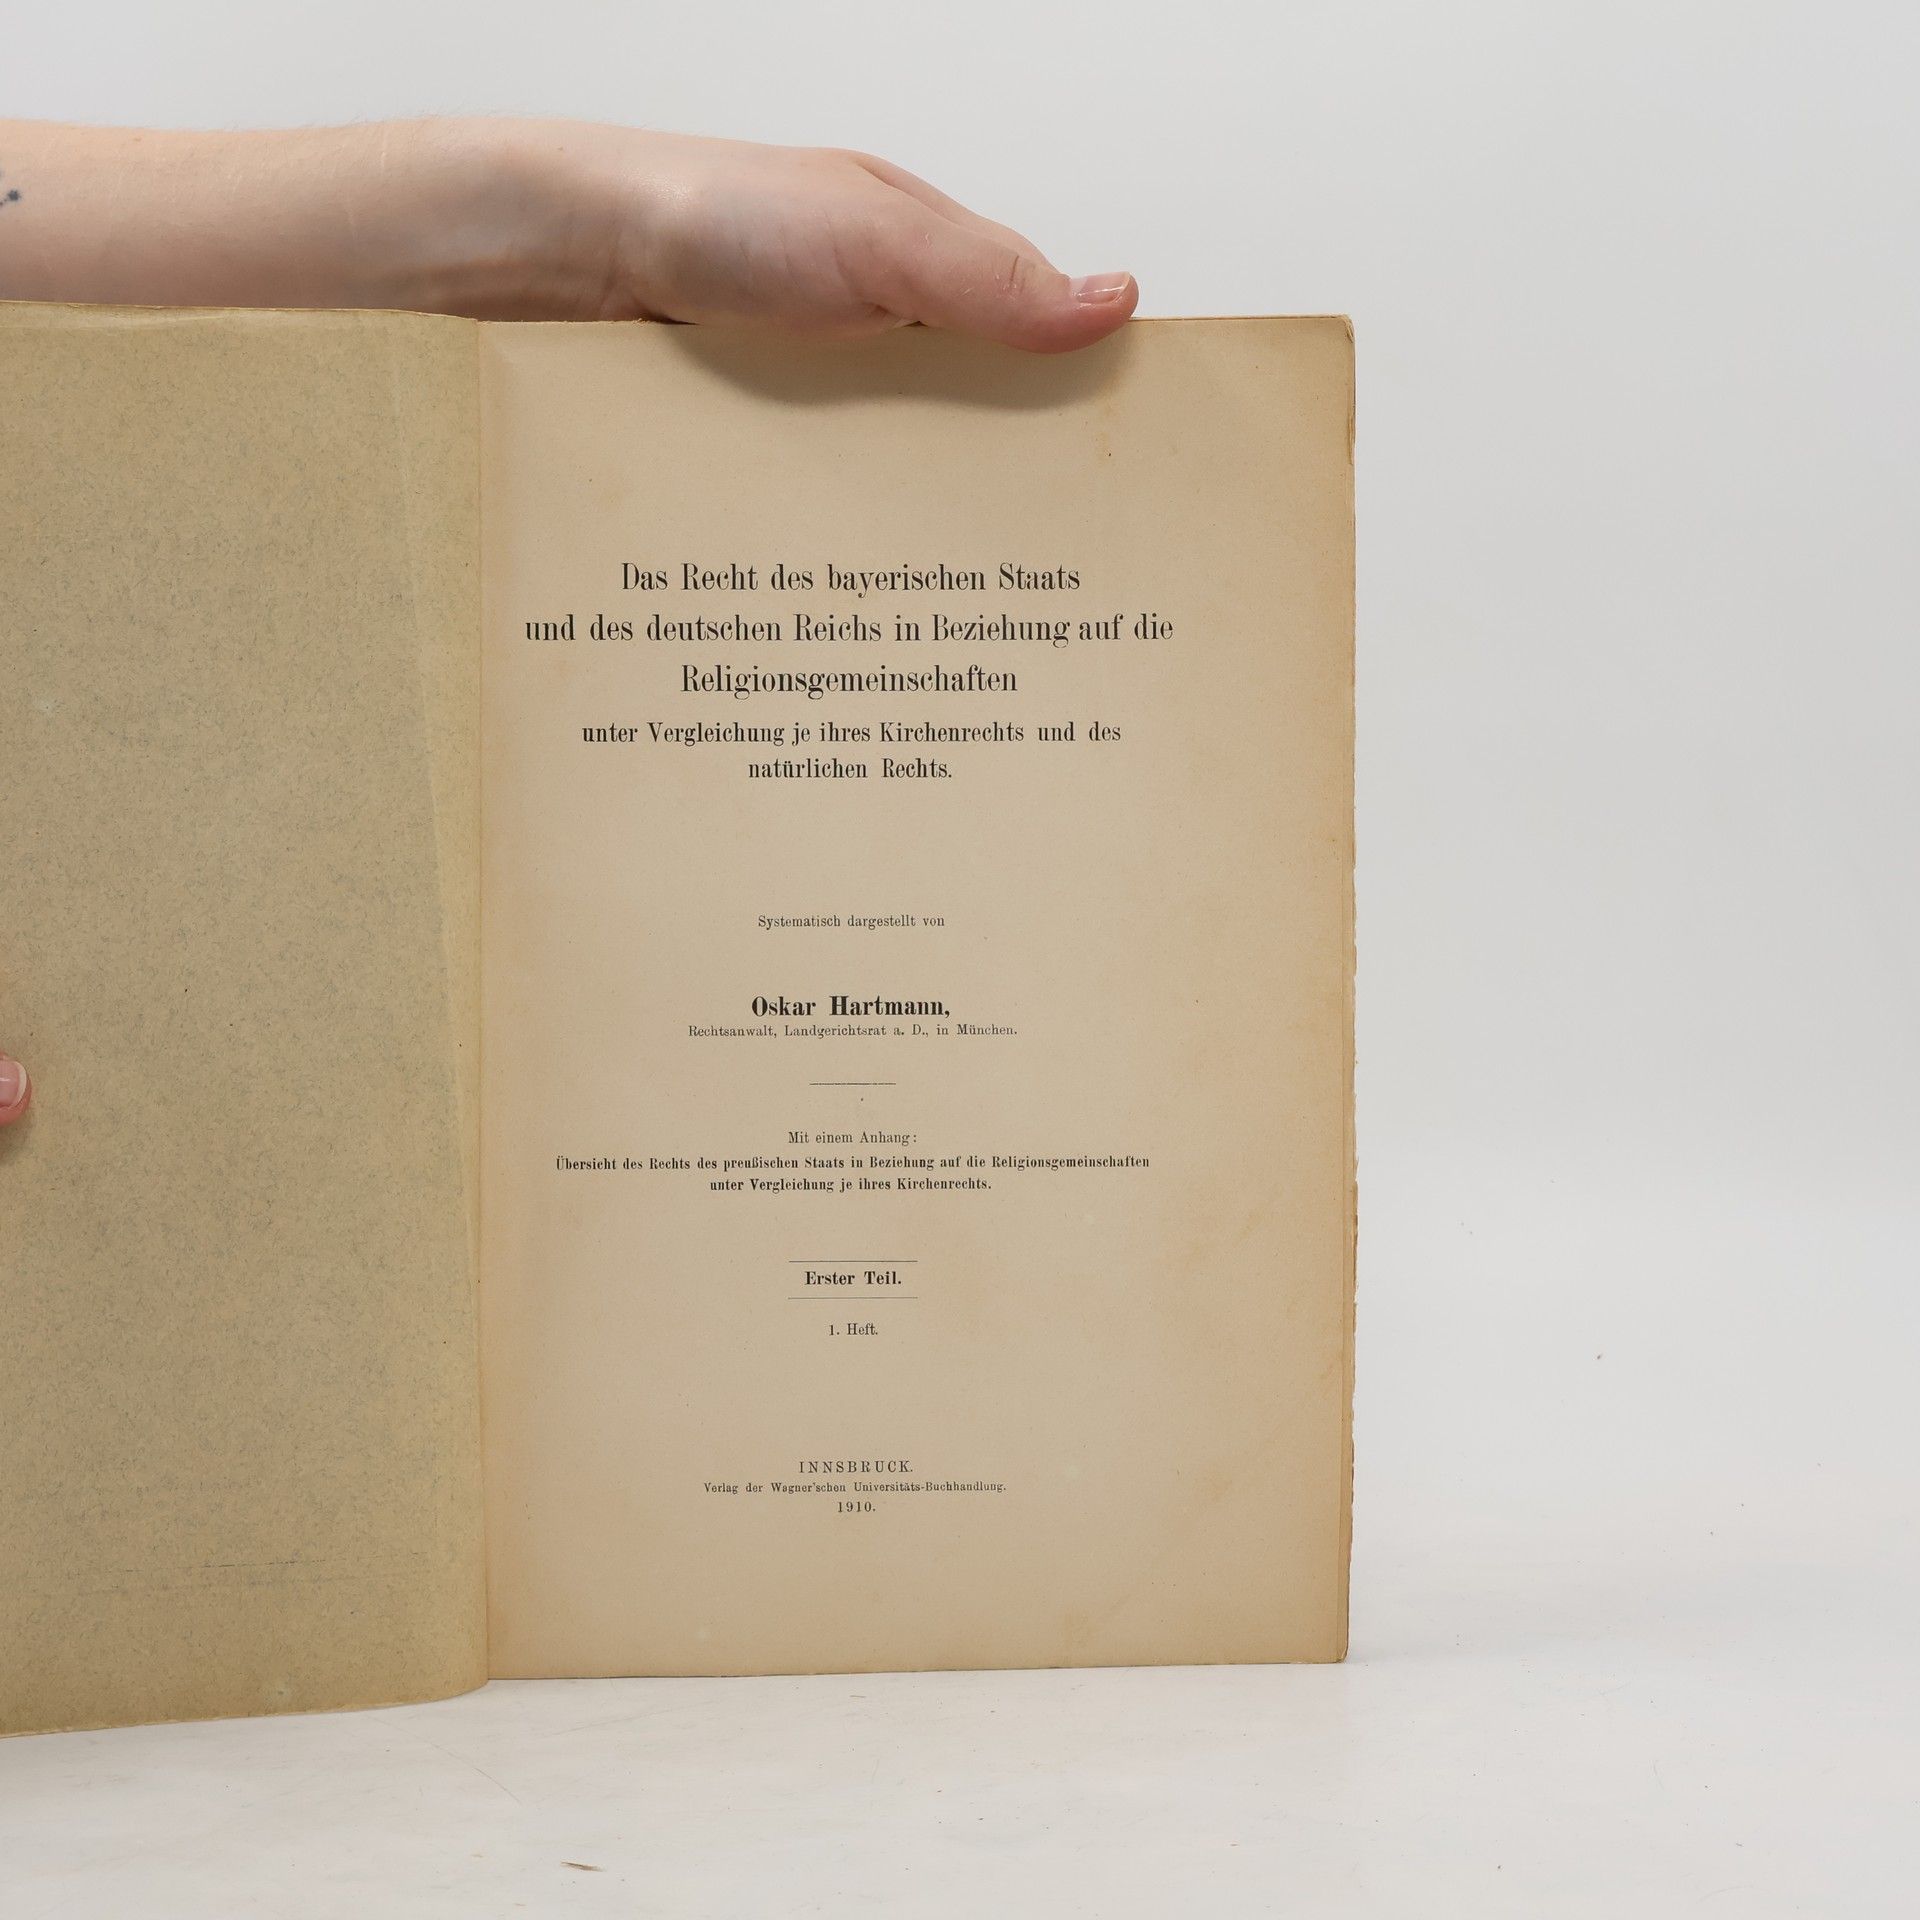 Das Recht des bayerischen Staats
und des deutschen Reichs in Beziehung auf die
Religionsgemeinschaften
unter Vergleichung je ihres Kirchenrechts und des
natürlichen Rechts.
Systematisch dargestellt von
Oskar Hartmann,
Rechtsanwalt, Landgerichtsrat a. D., in München.
Mit einem Anhang:
Übersicht des Rechts des preußischen Staats in Beziehung auf die Religionsgemeinschaften
unter Vergleichung je ihres Kirchenrechts.
Erster Teil.
1. Heft.
INNSBRUCK.
Verlag der Wagner'schen Universitäts-Buchhandlung.
1910.